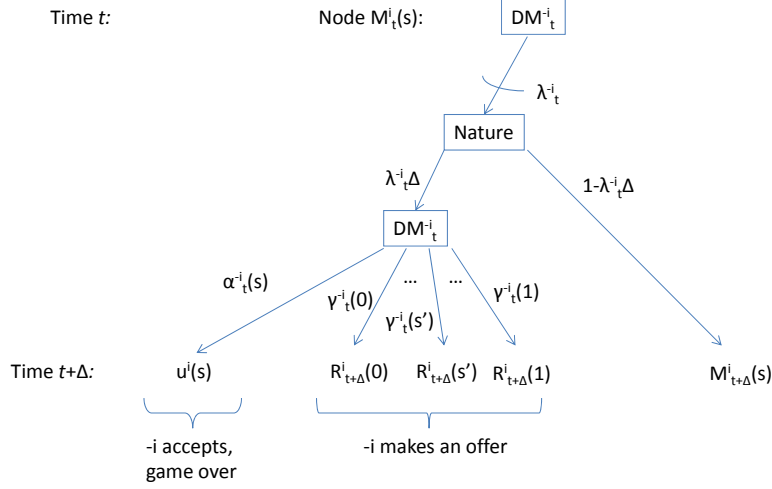 Time t: Node Mⁱₜ(s): DM⁻ⁱₜ
λ⁻ⁱₜ
Nature
λ⁻ⁱₜΔ 1-λ⁻ⁱₜΔ
DM⁻ⁱₜ
α⁻ⁱₜ(s) γ⁻ⁱₜ(0) ... γ⁻ⁱₜ(s’) ... γ⁻ⁱₜ(1)
Time t+Δ: uⁱ(s) Rⁱₜ₊Δ(0) Rⁱₜ₊Δ(s’) Rⁱₜ₊Δ(1) Mⁱₜ₊Δ(s)
-i accepts, -i makes an offer
game over